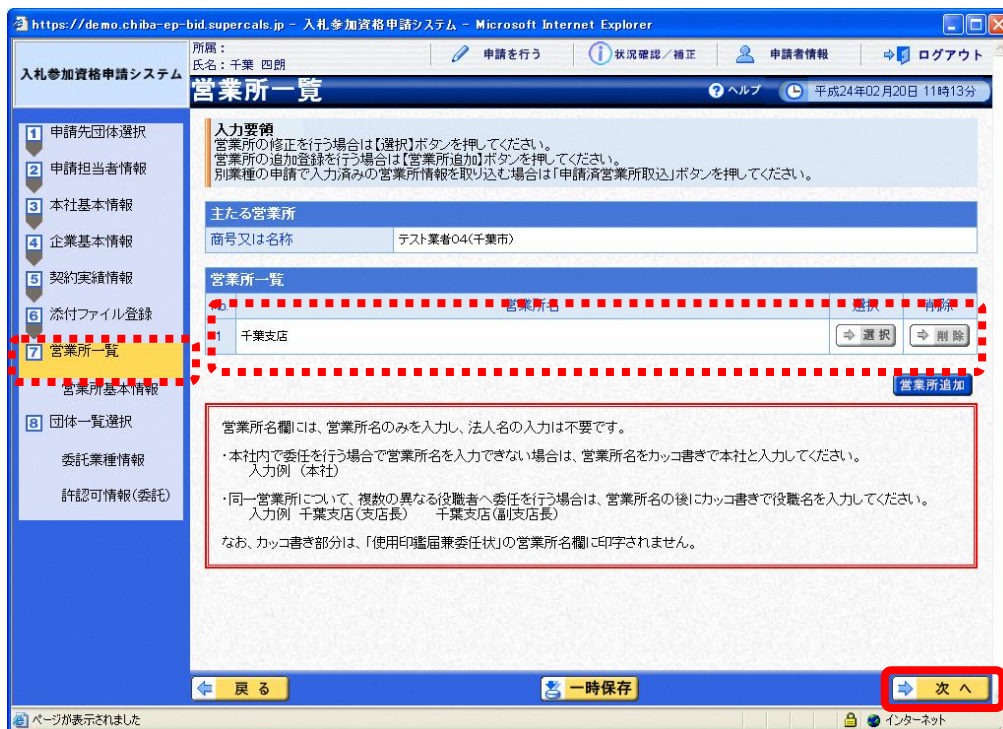 https://demo.chiba-ep-bid.supercals.jp - 入札参加資格申請システム - Microsoft Internet Explorer
入札参加資格申請システム
所属：
氏名：千葉 四朗
申請を行う
状況確認／補正
申請者情報
ログアウト
営業所一覧
ヘルプ
平成24年02月20日 11時13分
1 申請先団体選択
2 申請担当者情報
3 本社基本情報
4 企業基本情報
5 契約実績情報
6 添付ファイル登録
7 営業所一覧
営業所基本情報
8 団体一覧選択
委託業種情報
許認可情報(委託)
入力要領
営業所の修正を行う場合は【選択】ボタンを押してください。
営業所の追加登録を行う場合は【営業所追加】ボタンを押してください。
別業種の申請で入力済みの営業所情報を取り込む場合は「申請済営業所取込」ボタンを押してください。
主たる営業所
商号又は名称 テスト業者04(千葉市)
営業所一覧
No. 営業所名 選択 削除
1 千葉支店 選択 削除
営業所追加
営業所名欄には、営業所名のみを入力し、法人名の入力は不要です。
・本社内で委任を行う場合で営業所名を入力できない場合は、営業所名をカッコ書きで本社と入力してください。
入力例 （本社）
・同一営業所について、複数の異なる役職者へ委任を行う場合は、営業所名の後にカッコ書きで役職名を入力してください。
入力例 千葉支店(支店長) 千葉支店(副支店長)
なお、カッコ書き部分は、「使用印鑑届兼委任状」の営業所名欄に印字されません。
戻る
一時保存
次へ
ページが表示されました
インターネット